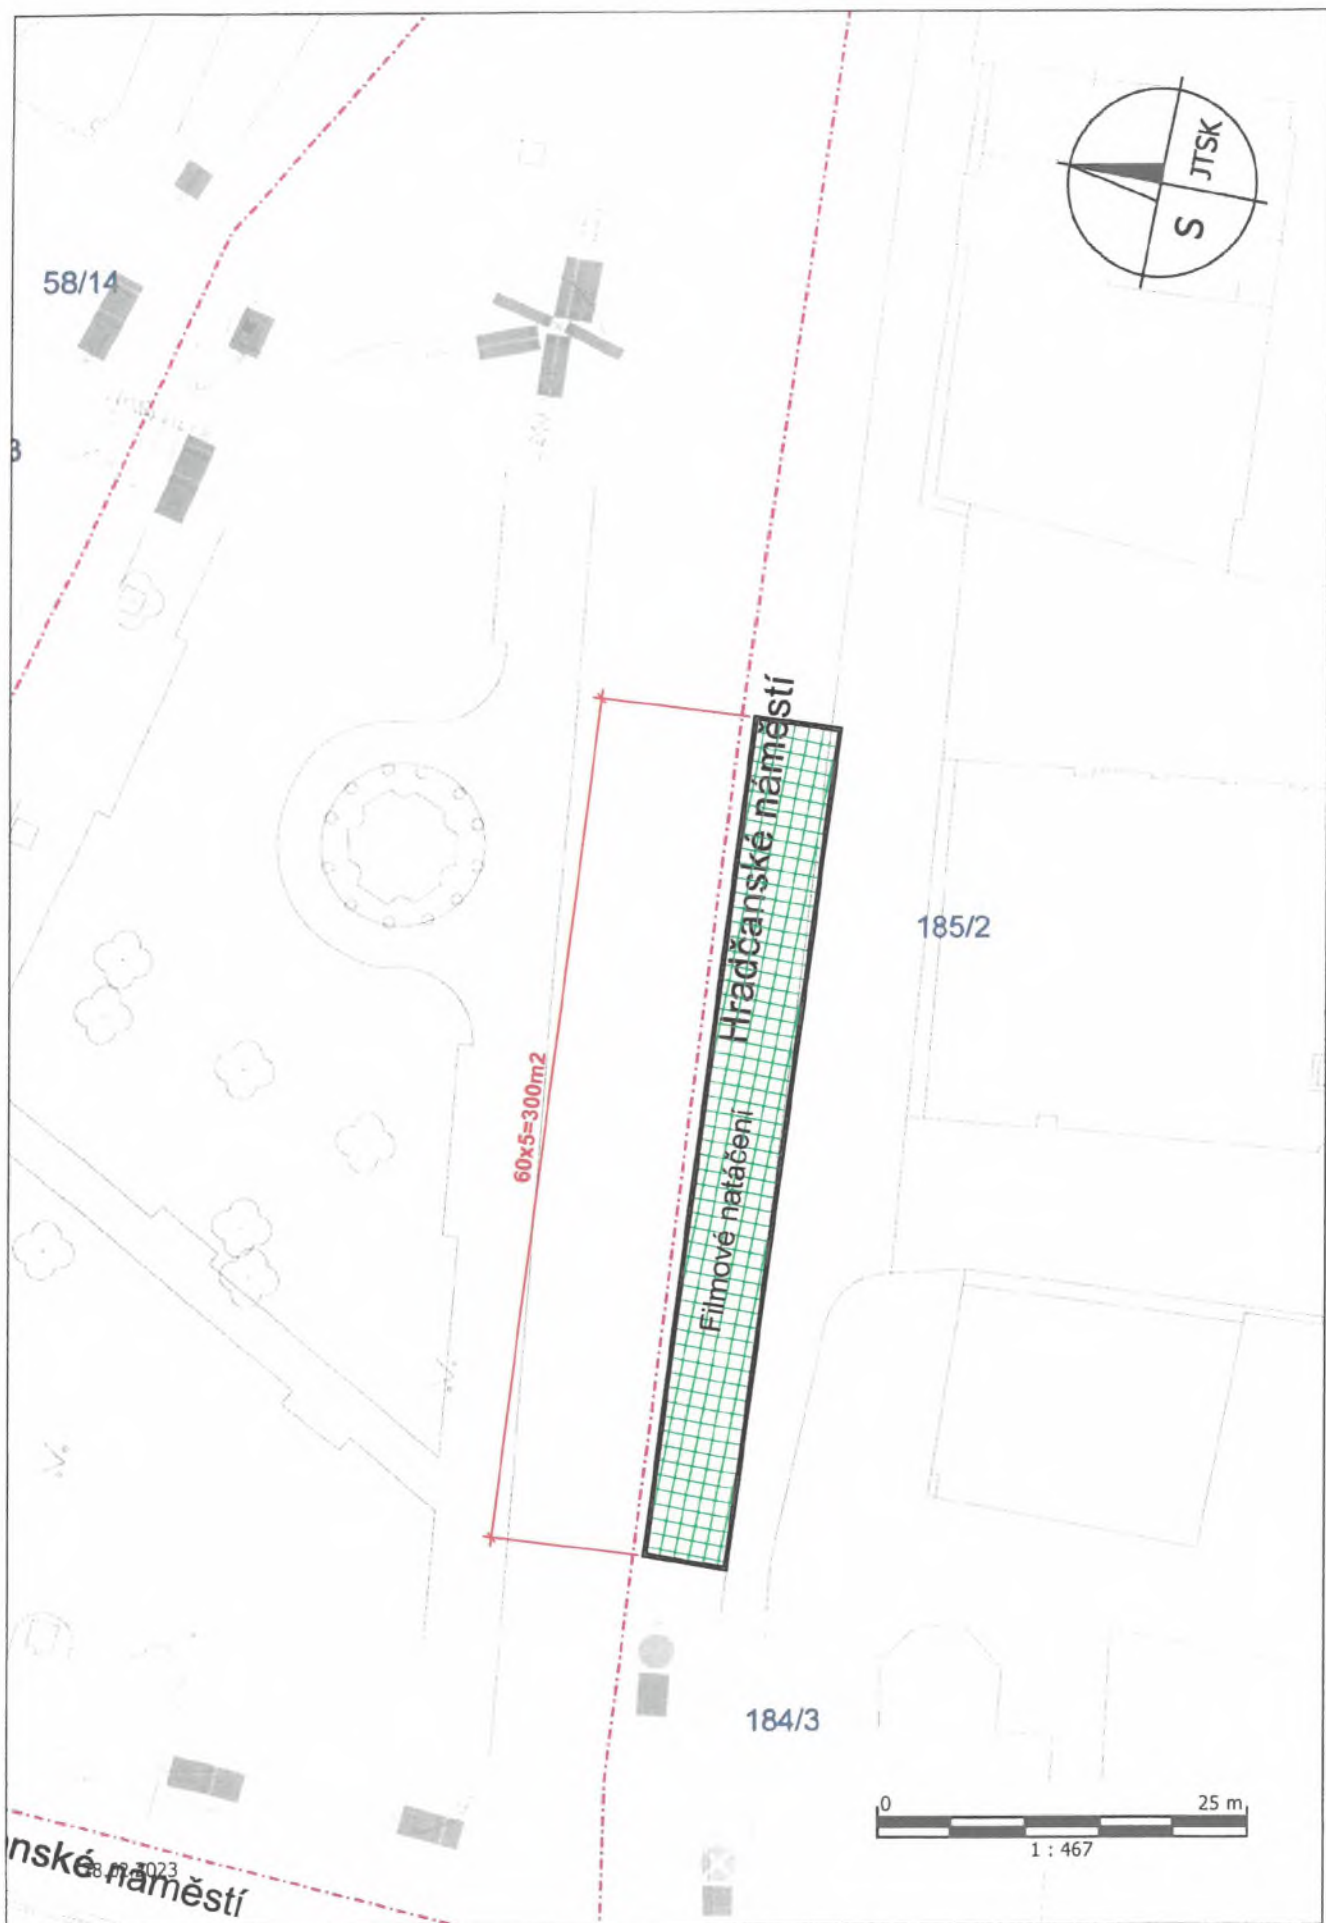 JTSK
S
58/14
3
Hradčanské náměstí
185/2
60x5=300m2
Filmové natáčení
184/3
0 25 m
1 : 467
nské náměstí